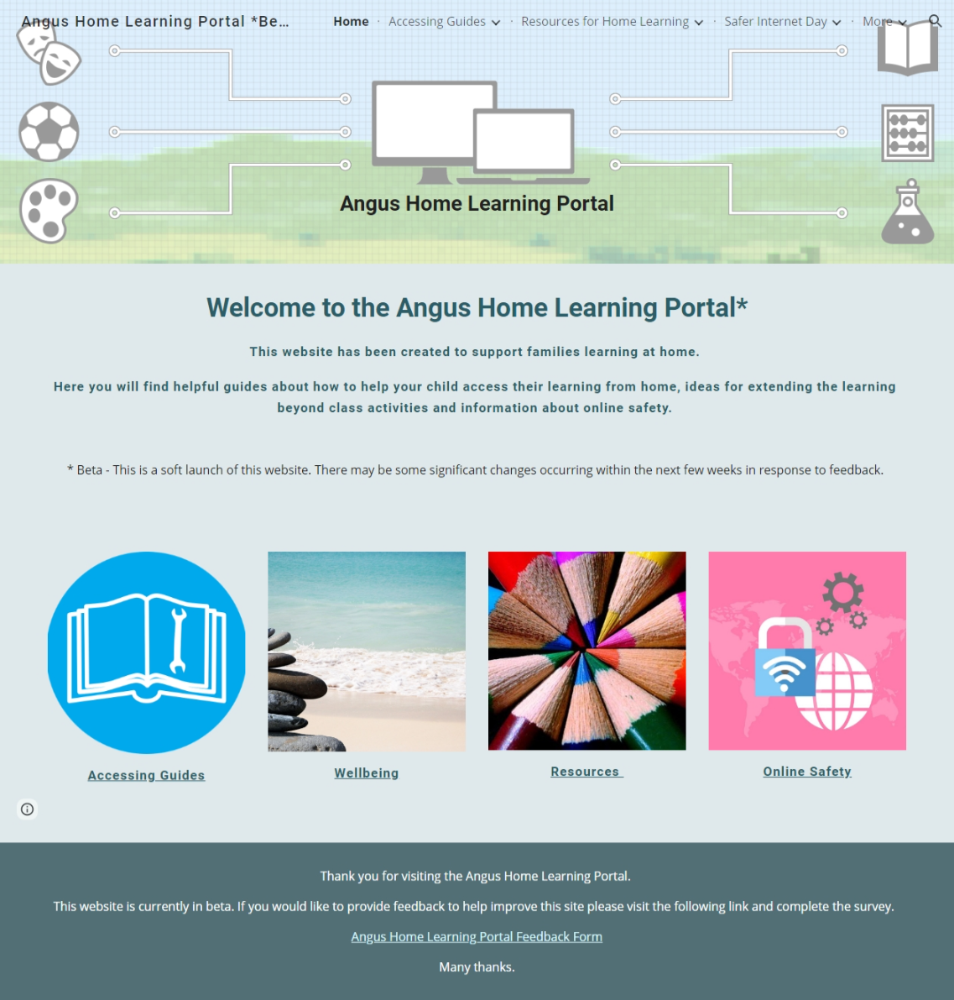 Angus Home Learning Portal *Be...
Home · Accessing Guides · Resources for Home Learning · Safer Internet Day · More
Angus Home Learning Portal
Welcome to the Angus Home Learning Portal*
This website has been created to support families learning at home.
Here you will find helpful guides about how to help your child access their learning from home, ideas for extending the learning
beyond class activities and information about online safety.
* Beta - This is a soft launch of this website. There may be some significant changes occurring within the next few weeks in response to feedback.
Accessing Guides
Wellbeing
Resources
Online Safety
Thank you for visiting the Angus Home Learning Portal.
This website is currently in beta. If you would like to provide feedback to help improve this site please visit the following link and complete the survey.
Angus Home Learning Portal Feedback Form
Many thanks.